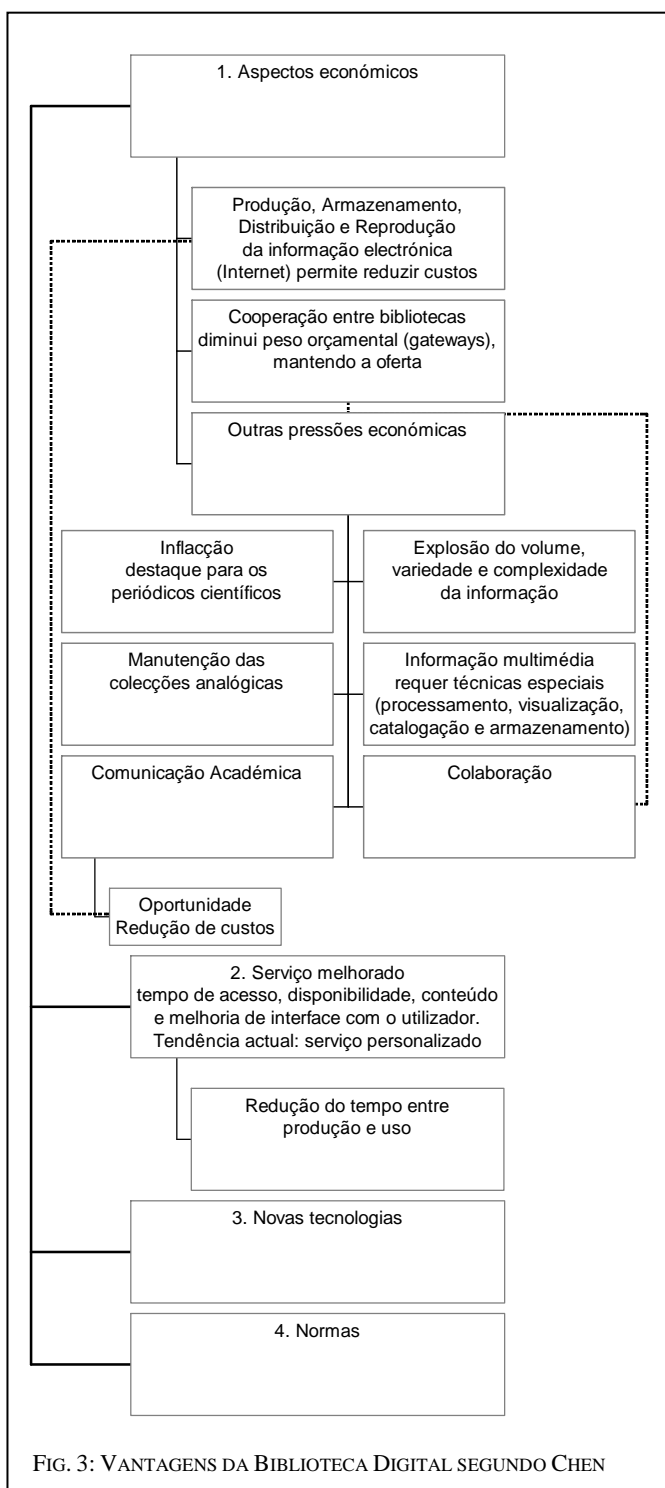 1. Aspectos económicos
Produção, Armazenamento,
Distribuição e Reprodução
da informação electrónica
(Internet) permite reduzir custos
Cooperação entre bibliotecas
diminui peso orçamental (gateways),
mantendo a oferta
Outras pressões económicas
Inflacção
destaque para os
periódicos científicos
Explosão do volume,
variedade e complexidade
da informação
Manutenção das
colecções analógicas
Informação multimédia
requer técnicas especiais
(processamento, visualização,
catalogação e armazenamento)
Comunicação Académica
Colaboração
Oportunidade
Redução de custos
2. Serviço melhorado
tempo de acesso, disponibilidade, conteúdo
e melhoria de interface com o utilizador.
Tendência actual: serviço personalizado
Redução do tempo entre
produção e uso
3. Novas tecnologias
4. Normas
FIG. 3: VANTAGENS DA BIBLIOTECA DIGITAL SEGUNDO CHEN